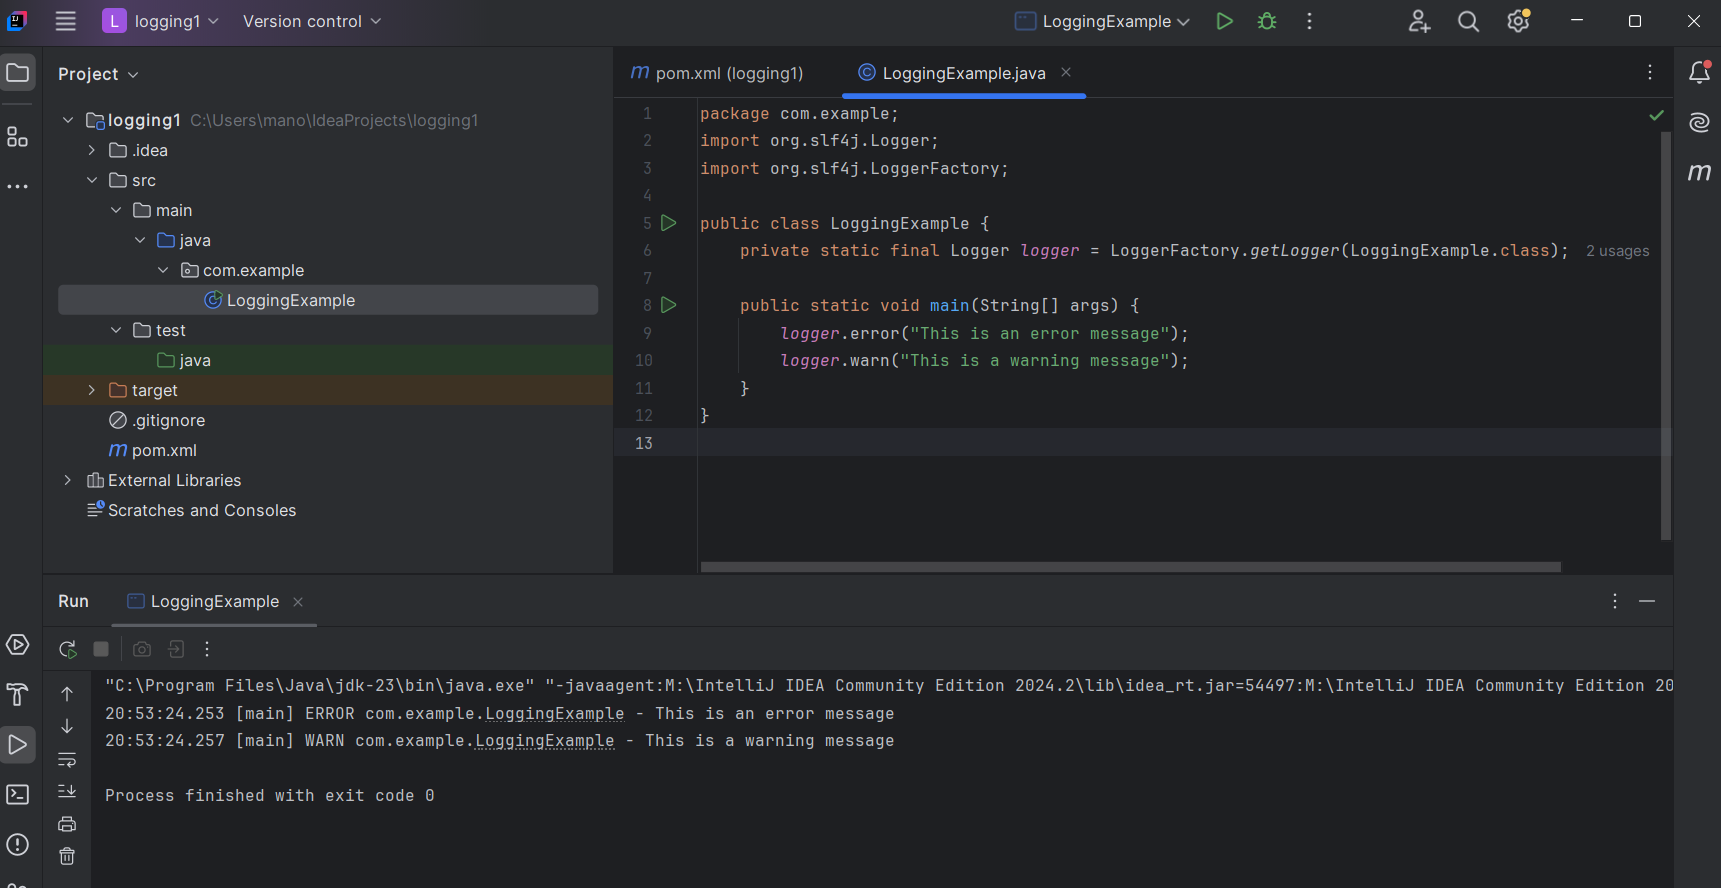 L logging1 Version control LoggingExample
Project
pom.xml (logging1) LoggingExample.java
logging1 C:\Users\mano\IdeaProjects\logging1
.idea
src
main
java
com.example
LoggingExample
test
java
target
.gitignore
m pom.xml
External Libraries
Scratches and Consoles
1 package com.example;
2 import org.slf4j.Logger;
3 import org.slf4j.LoggerFactory;
4
5 public class LoggingExample {
6 private static final Logger logger = LoggerFactory.getLogger(LoggingExample.class); 2 usages
7
8 public static void main(String[] args) {
9 logger.error("This is an error message");
10 logger.warn("This is a warning message");
11 }
12 }
13
Run LoggingExample
"C:\Program Files\Java\jdk-23\bin\java.exe" "-javaagent:M:\IntelliJ IDEA Community Edition 2024.2\lib\idea_rt.jar=54497:M:\IntelliJ IDEA Community Edition 20
20:53:24.253 [main] ERROR com.example.LoggingExample - This is an error message
20:53:24.257 [main] WARN com.example.LoggingExample - This is a warning message
Process finished with exit code 0